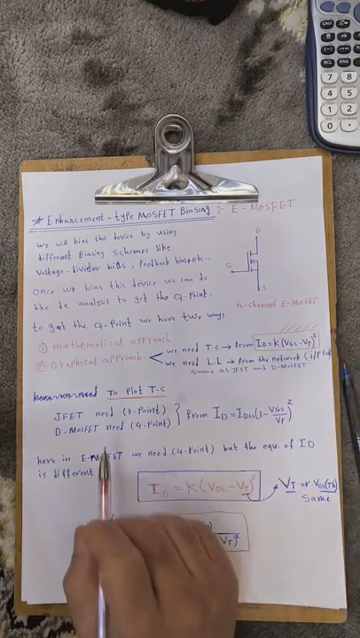 * Enhancement-type MOSFET Biasing :- E-MOSFET
we will bias the device by using
different Biasing schemes like
Voltage-divider bias, Feedback bias etc..
Once we bias this device we can do
the dc analysis to get the Q-Point.
to get the Q-Point we have two ways
D
G
S
n-channel E-MOSFET
① mathematical approach
② Graphical approach
we need T.C → from ID=K(VGS-VT)²
we need L.L → from the network (i/P
same as JFET and D-MOSFET
To Plot T.C
JFET need (3-Point)
D-MOSFET need (4-Point)
from ID=IDSS(1-VGS/VP)²
here in E-MOSFET we need (4-Point) but the equ. of ID
is different
ID = K(VGS-VT)²
VT or VGS(Th)
same
VT)²